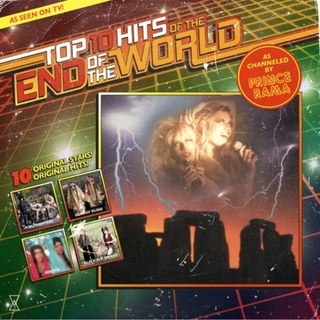 AS SEEN ON TV!
TOP 10 HITS OF THE
END OF THE WORLD
AS
CHANNELED
BY
PRINCE
RAMA
10 ORIGINAL STARS!
ORIGINAL HITS!